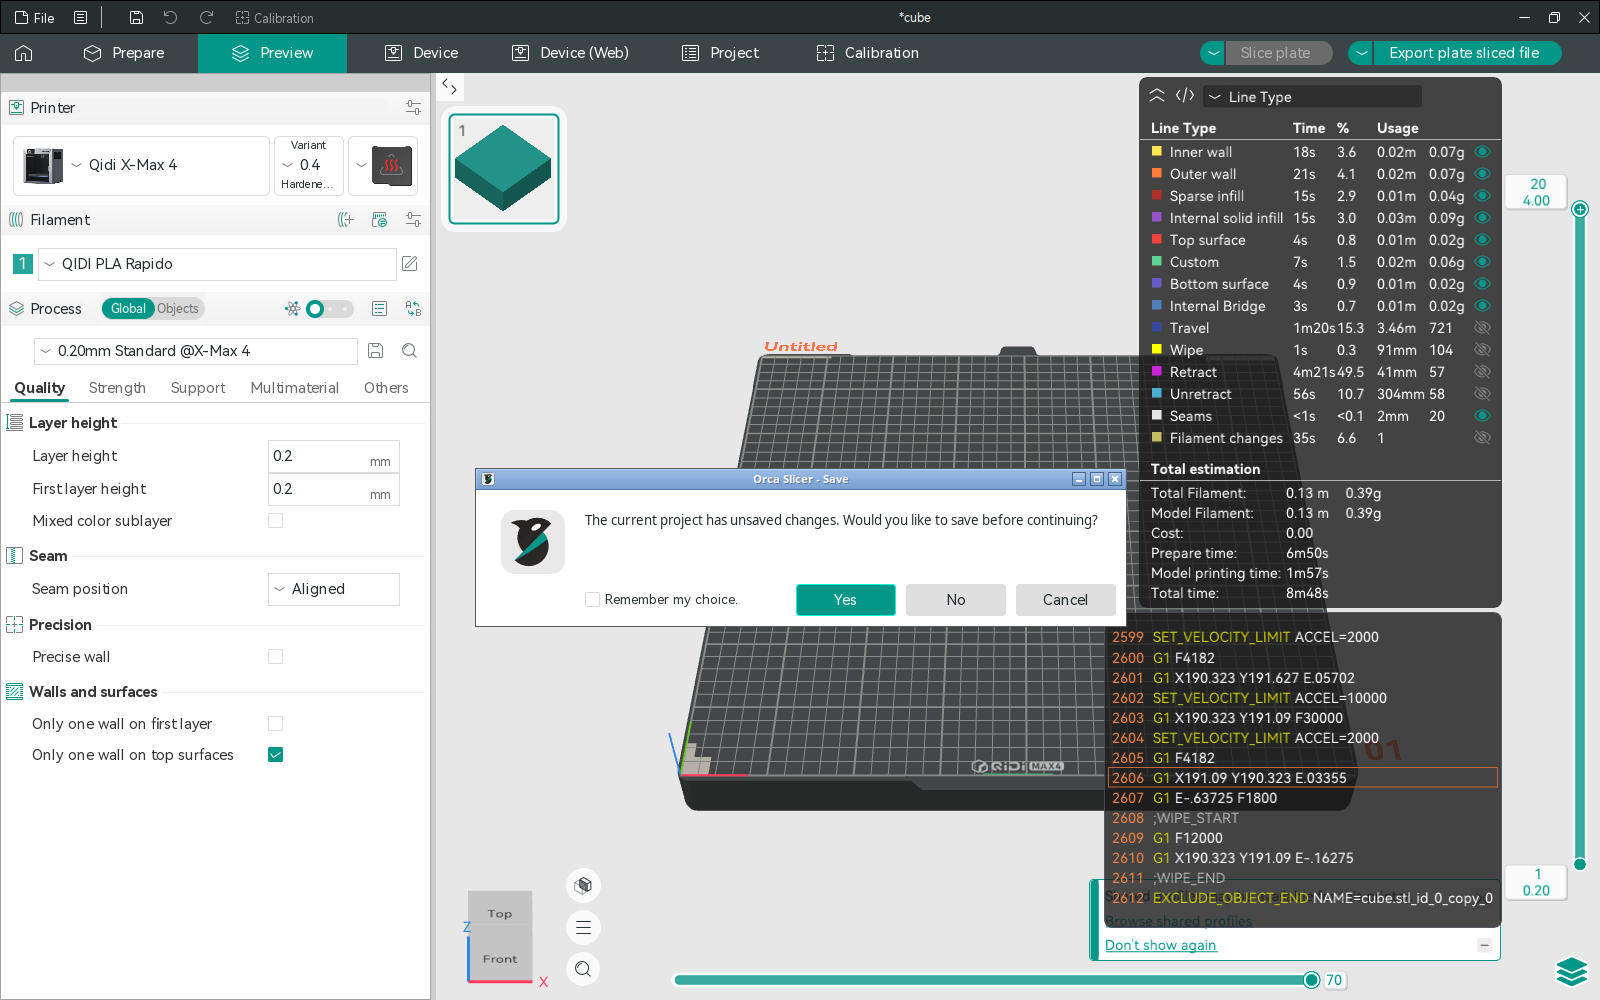 File
Calibration
*cube
Prepare
Preview
Device
Device (Web)
Project
Calibration
Slice plate
Export plate sliced file
Printer
Qidi X-Max 4
Variant
0.4
Hardene...
Filament
1
QIDI PLA Rapido
Process
Global
Objects
0.20mm Standard @X-Max 4
Quality
Strength
Support
Multimaterial
Others
Layer height
Layer height
0.2
mm
First layer height
0.2
mm
Mixed color sublayer
Seam
Seam position
Aligned
Precision
Precise wall
Walls and surfaces
Only one wall on first layer
Only one wall on top surfaces
1
Untitled
QIDI MAX4
01
Top
Front
Z
X
Orca Slicer - Save
The current project has unsaved changes. Would you like to save before continuing?
Remember my choice.
Yes
No
Cancel
Line Type
Line Type Time % Usage
Inner wall 18s 3.6 0.02m 0.07g
Outer wall 21s 4.1 0.02m 0.07g
Sparse infill 15s 2.9 0.01m 0.04g
Internal solid infill 15s 3.0 0.03m 0.09g
Top surface 4s 0.8 0.01m 0.02g
Custom 7s 1.5 0.02m 0.06g
Bottom surface 4s 0.9 0.01m 0.02g
Internal Bridge 3s 0.7 0.01m 0.02g
Travel 1m20s 15.3 3.46m 721
Wipe 1s 0.3 91mm 104
Retract 4m21s 49.5 41mm 57
Unretract 56s 10.7 304mm 58
Seams <1s <0.1 2mm 20
Filament changes 35s 6.6 1
Total estimation
Total Filament: 0.13 m 0.39g
Model Filament: 0.13 m 0.39g
Cost: 0.00
Prepare time: 6m50s
Model printing time: 1m57s
Total time: 8m48s
2599 SET_VELOCITY_LIMIT ACCEL=2000
2600 G1 F4182
2601 G1 X190.323 Y191.627 E.05702
2602 SET_VELOCITY_LIMIT ACCEL=10000
2603 G1 X190.323 Y191.09 F30000
2604 SET_VELOCITY_LIMIT ACCEL=2000
2605 G1 F4182
2606 G1 X191.09 Y190.323 E.03355
2607 G1 E-.63725 F1800
2608 ;WIPE_START
2609 G1 F12000
2610 G1 X190.323 Y191.09 E-.16275
2611 ;WIPE_END
2612 EXCLUDE_OBJECT_END NAME=cube.stl_id_0_copy_0
Browse shared profiles
Don't show again
20
4.00
1
0.20
70